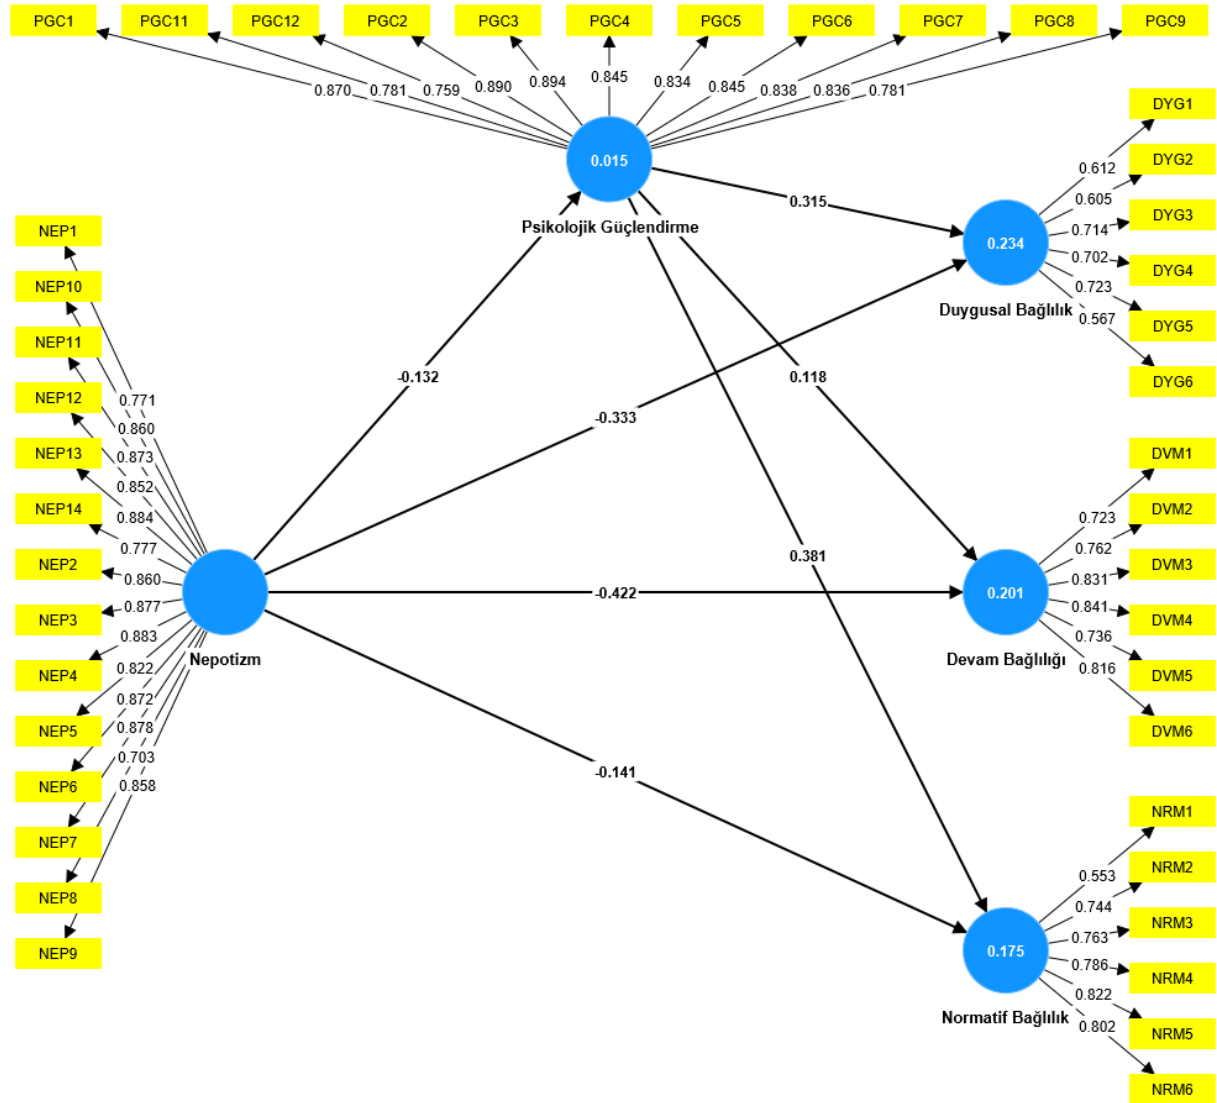 PGC1 PGC11 PGC12 PGC2 PGC3 PGC4 PGC5 PGC6 PGC7 PGC8 PGC9
0.870 0.781 0.759 0.890 0.894 0.845 0.834 0.845 0.838 0.836 0.781
0.015
Psikolojik Güçlendirme
NEP1
NEP10
NEP11
NEP12
NEP13
NEP14
NEP2
NEP3
NEP4
NEP5
NEP6
NEP7
NEP8
NEP9
0.771
0.860
0.873
0.852
0.884
0.777
0.860
0.877
0.883
0.822
0.872
0.878
0.703
0.858
Nepotizm
-0.132
-0.333
-0.422
-0.141
0.315
0.118
0.381
0.234
Duygusal Bağlılık
0.612
0.605
0.714
0.702
0.723
0.567
DYG1
DYG2
DYG3
DYG4
DYG5
DYG6
0.201
Devam Bağlılığı
0.723
0.762
0.831
0.841
0.736
0.816
DVM1
DVM2
DVM3
DVM4
DVM5
DVM6
0.175
Normatif Bağlılık
0.553
0.744
0.763
0.786
0.822
0.802
NRM1
NRM2
NRM3
NRM4
NRM5
NRM6